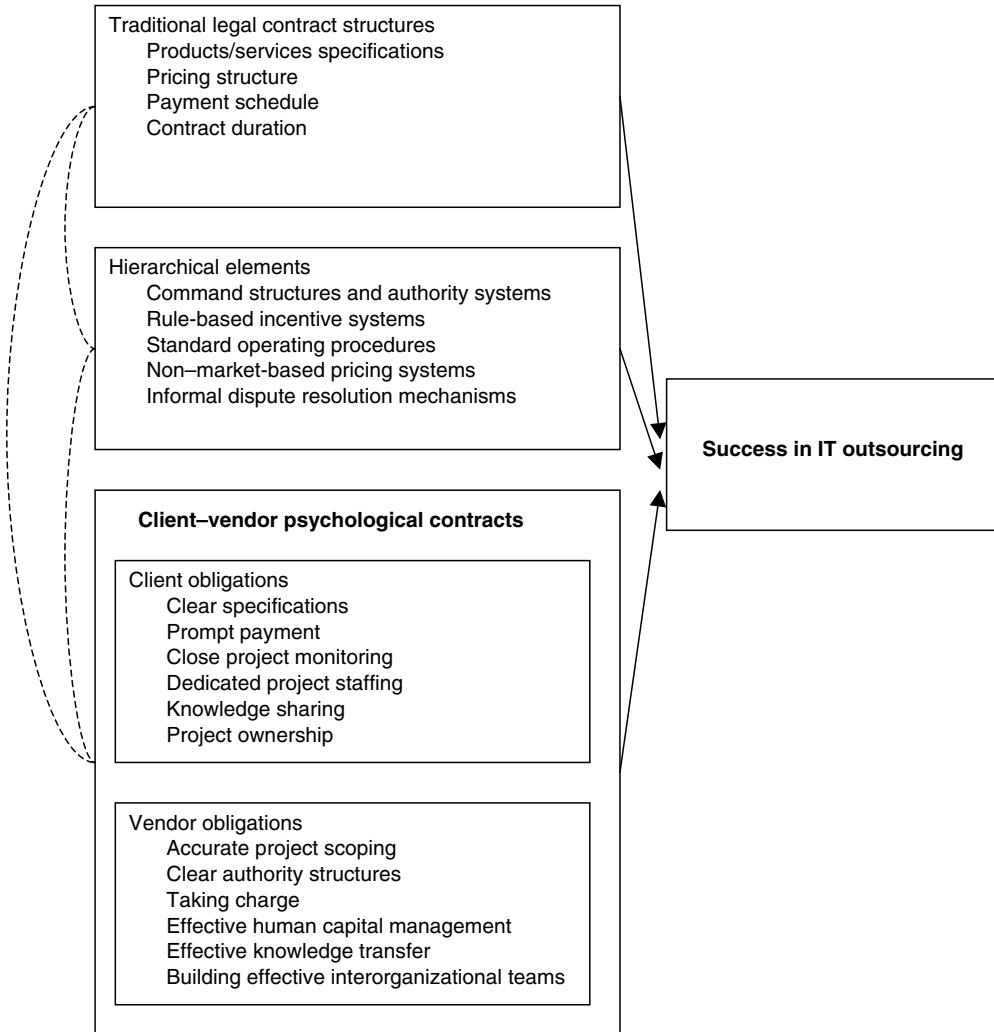 Traditional legal contract structures
Products/services specifications
Pricing structure
Payment schedule
Contract duration
Hierarchical elements
Command structures and authority systems
Rule-based incentive systems
Standard operating procedures
Non–market-based pricing systems
Informal dispute resolution mechanisms
Success in IT outsourcing
Client–vendor psychological contracts
Client obligations
Clear specifications
Prompt payment
Close project monitoring
Dedicated project staffing
Knowledge sharing
Project ownership
Vendor obligations
Accurate project scoping
Clear authority structures
Taking charge
Effective human capital management
Effective knowledge transfer
Building effective interorganizational teams